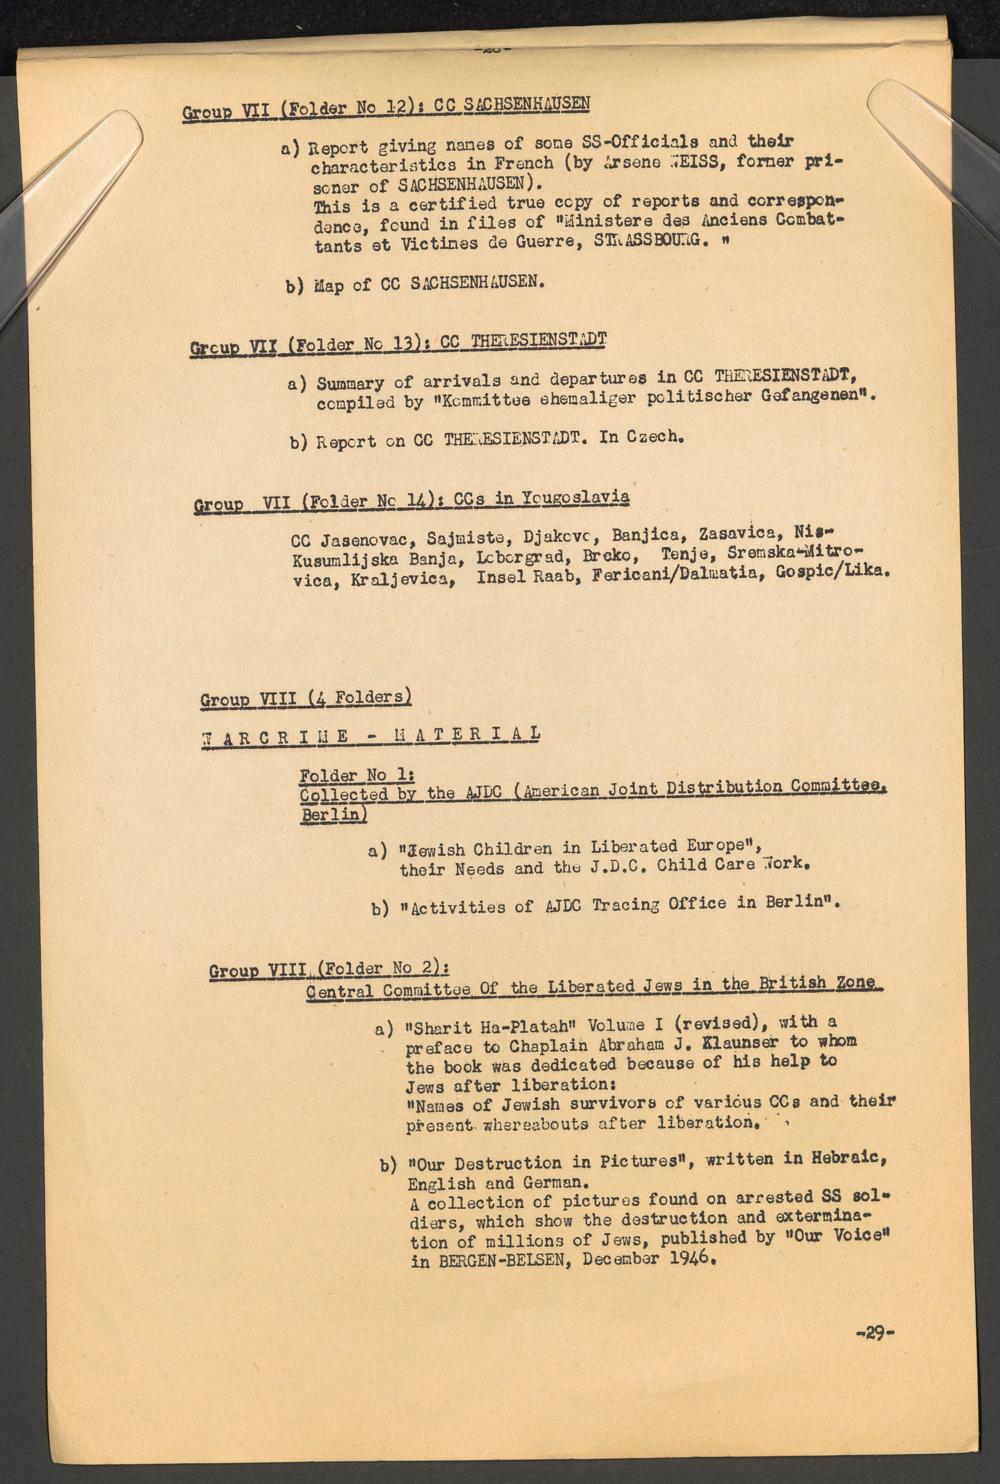 Group VII (Folder No 12): CC SACHSENHAUSEN
a) Report giving names of some SS-Officials and their
characteristics in French (by Arsene WEISS, former pri-
soner of SACHSENHAUSEN).
This is a certified true copy of reports and correspon-
dence, found in files of "Ministere des Anciens Combat-
tants et Victimes de Guerre, STRASSBOURG. "
b) Map of CC SACHSENHAUSEN.
Group VII (Folder No 13): CC THERESIENSTADT
a) Summary of arrivals and departures in CC THERESIENSTADT,
compiled by "Kommittee ehemaliger politischer Gefangenen".
b) Report on CC THERESIENSTADT. In Czech.
Group VII (Folder No 14): CCs in Yougoslavia
CC Jasenovac, Sajmiste, Djakovc, Banjica, Zasavica, Nis-
Kusumlijska Banja, Lobergrad, Brcko, Tenje, Sremska-Mitro-
vica, Kraljevica, Insel Raab, Fericani/Dalmatia, Gospic/Lika.
Group VIII (4 Folders)
W A R C R I M E - M A T E R I A L
Folder No 1:
Collected by the AJDC (American Joint Distribution Committee,
Berlin)
a) "Jewish Children in Liberated Europe",
their Needs and the J.D.C. Child Care Work.
b) "Activities of AJDC Tracing Office in Berlin".
Group VIII (Folder No 2):
Central Committee Of the Liberated Jews in the British Zone
a) "Sharit Ha-Platah" Volume I (revised), with a
preface to Chaplain Abraham J. Klaunser to whom
the book was dedicated because of his help to
Jews after liberation:
"Names of Jewish survivors of various CCs and their
present whereabouts after liberation.
b) "Our Destruction in Pictures", written in Hebraic,
English and German.
A collection of pictures found on arrested SS sol-
diers, which show the destruction and extermina-
tion of millions of Jews, published by "Our Voice"
in BERGEN-BELSEN, December 1946.
-29-